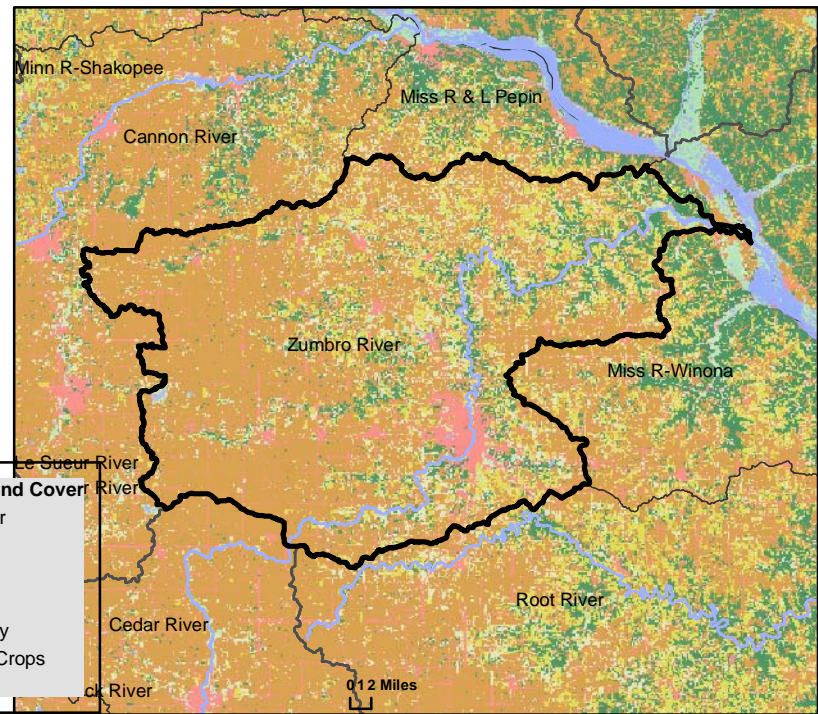 Minn R-Shakopee
Miss R & L Pepin
Cannon River
Zumbro River
Miss R-Winona
Le Sueur River
nd Cover
r River
r
y
Crops
Root River
Cedar River
ck River
0 1 2 Miles